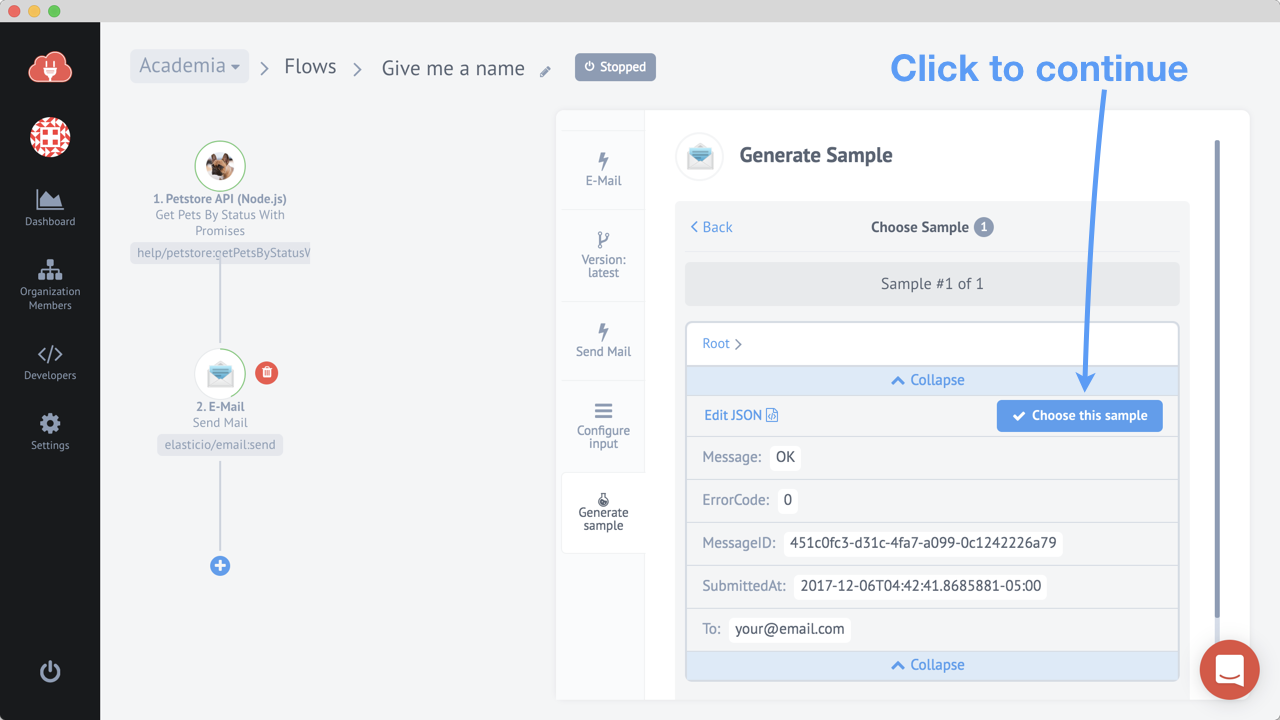 Academia
Flows
Give me a name
Stopped
Click to continue
Dashboard
Organization
Members
Developers
Settings
1. Petstore API (Node.js)
Get Pets By Status With
Promises
help/petstore:getPetsByStatusW
2. E-Mail
Send Mail
elasticio/email:send
E-Mail
Version:
latest
Send Mail
Configure
input
Generate
sample
Generate Sample
Back
Choose Sample 1
Sample #1 of 1
Root
Collapse
Edit JSON
Choose this sample
Message: OK
ErrorCode: 0
MessageID: 451c0fc3-d31c-4fa7-a099-0c1242226a79
SubmittedAt: 2017-12-06T04:42:41.8685881-05:00
To: your@email.com
Collapse